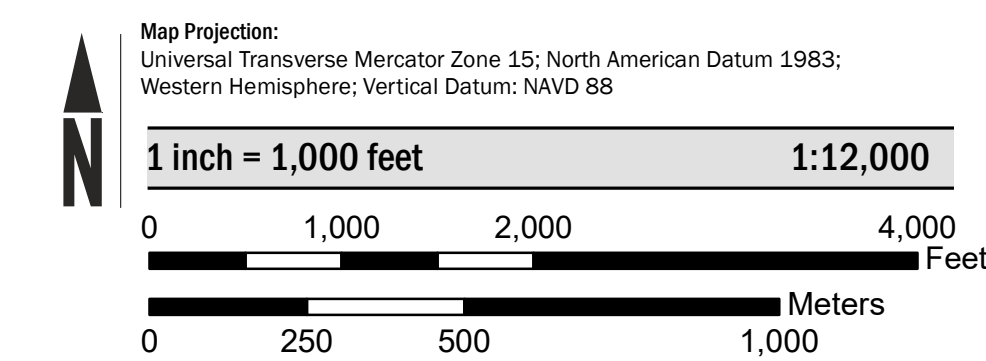 Map Projection:
Universal Transverse Mercator Zone 15; North American Datum 1983;
Western Hemisphere; Vertical Datum: NAVD 88
N
1 inch = 1,000 feet 1:12,000
0 1,000 2,000 4,000
Feet
Meters
0 250 500 1,000